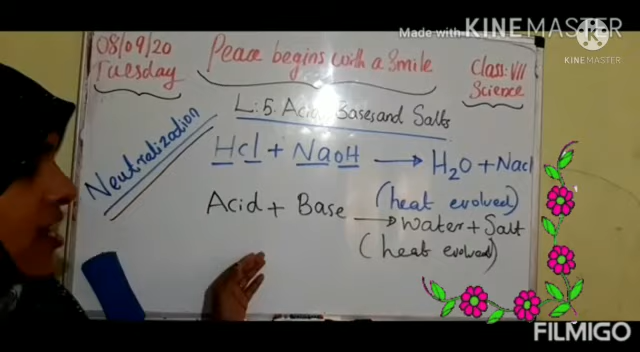 Made with KINEMASTER
KINEMASTER
08/09/20
Tuesday
Peace begins with a smile
Class: VII
Science
L: 5. Acid, Bases and Salts
Neutralization
Hcl + NaoH → H2O + Nacl
(heat evolved)
Acid + Base → Water + Salt
(heat evolved)
FILMIGO